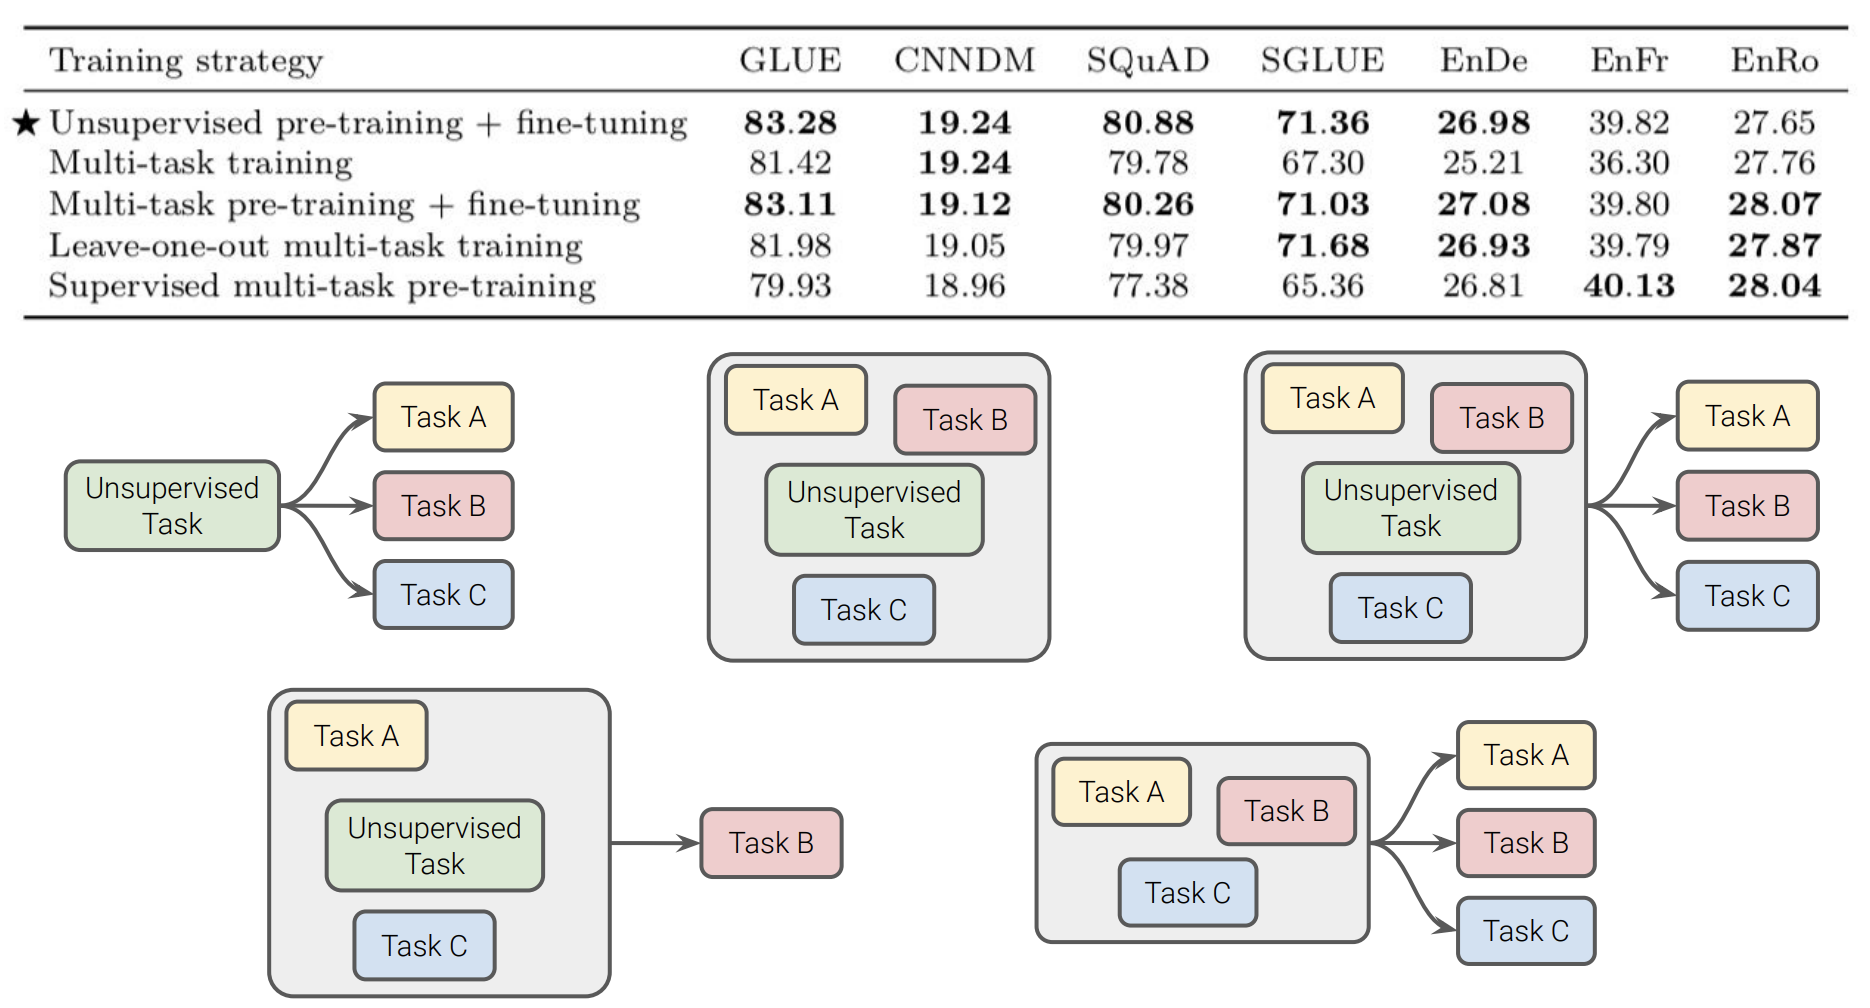 Training strategy GLUE CNNDM SQuAD SGLUE EnDe EnFr EnRo
★ Unsupervised pre-training + fine-tuning 83.28 19.24 80.88 71.36 26.98 39.82 27.65
Multi-task training 81.42 19.24 79.78 67.30 25.21 36.30 27.76
Multi-task pre-training + fine-tuning 83.11 19.12 80.26 71.03 27.08 39.80 28.07
Leave-one-out multi-task training 81.98 19.05 79.97 71.68 26.93 39.79 27.87
Supervised multi-task pre-training 79.93 18.96 77.38 65.36 26.81 40.13 28.04
Unsupervised
Task
Task A
Task B
Task C
Task A
Task B
Unsupervised
Task
Task C
Task A
Task B
Unsupervised
Task
Task C
Task A
Task B
Task C
Task A
Unsupervised
Task
Task C
Task B
Task A
Task B
Task C
Task A
Task B
Task C